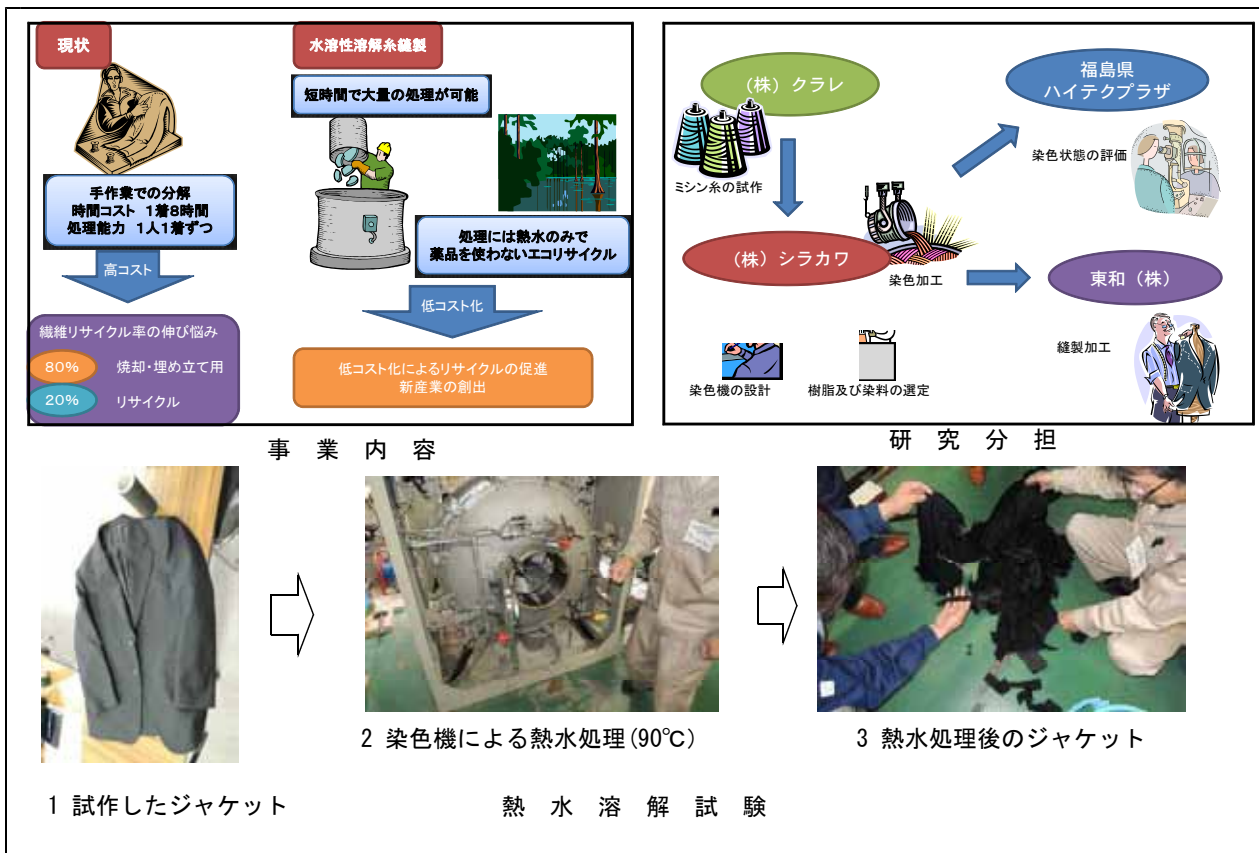 現状
手作業での分解
時間コスト 1着8時間
処理能力 1人1着ずつ
高コスト
繊維リサイクル率の伸び悩み
80% 焼却・埋め立て用
20% リサイクル
水溶性溶解糸縫製
短時間で大量の処理が可能
処理には熱水のみで
薬品を使わないエコリサイクル
低コスト化
低コスト化によるリサイクルの促進
新産業の創出
事業内容
(株)クラレ
ミシン糸の試作
福島県
ハイテクプラザ
染色状態の評価
(株)シラカワ
染色加工
東和(株)
縫製加工
染色機の設計
樹脂及び染料の選定
研究分担
1 試作したジャケット
2 染色機による熱水処理(90℃)
3 熱水処理後のジャケット
熱水溶解試験